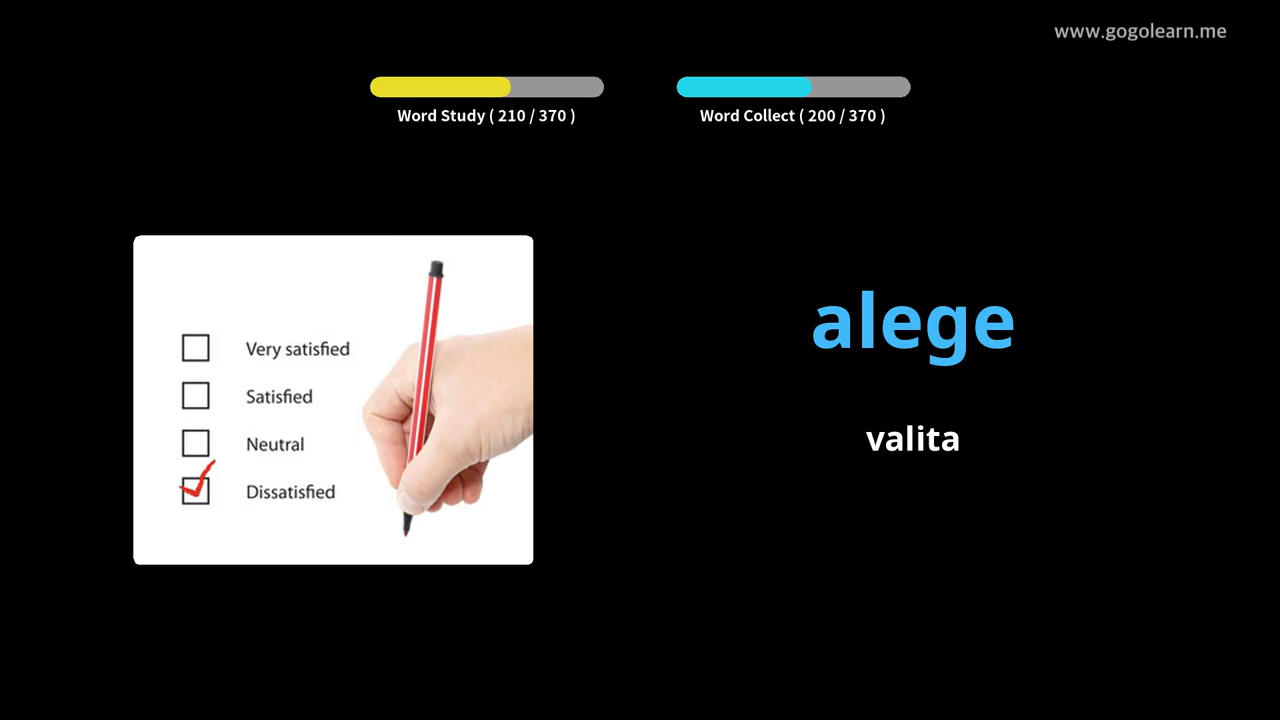 www.gogolearn.me
Word Study ( 210 / 370 )
Word Collect ( 200 / 370 )
Very satisfied
Satisfied
Neutral
Dissatisfied
alege
valita